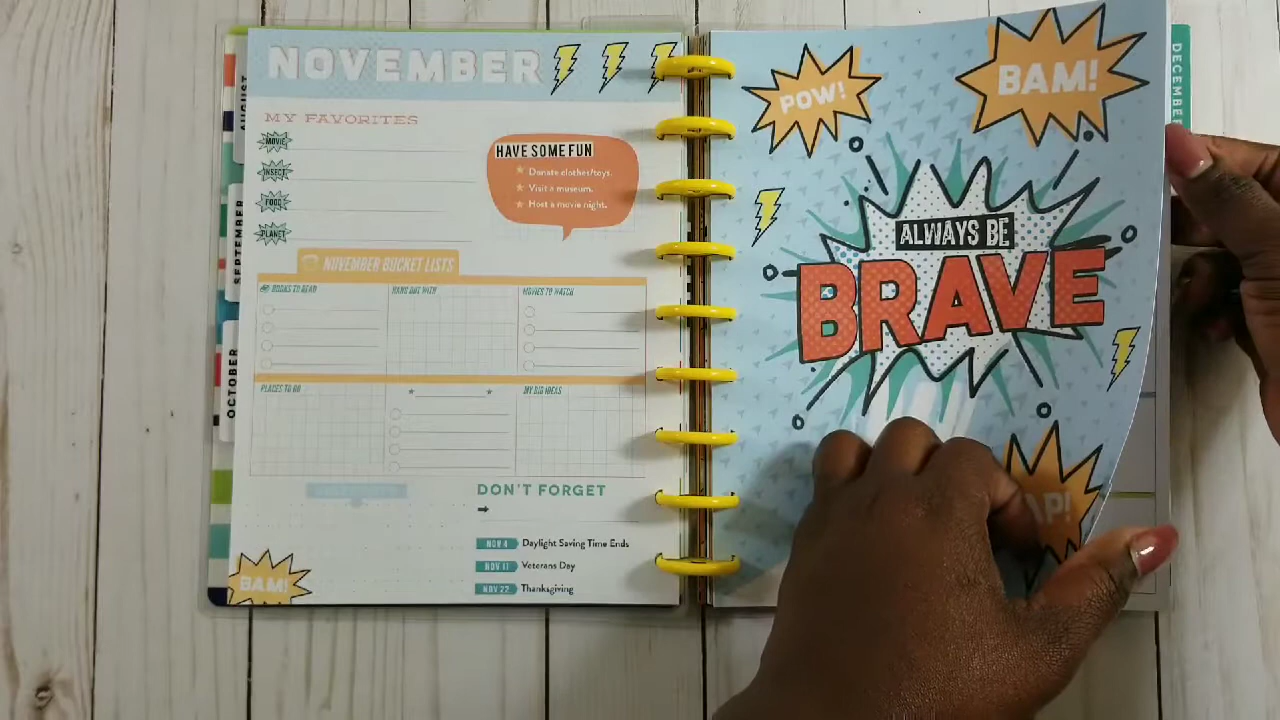 AUGUST
SEPTEMBER
OCTOBER
NOVEMBER
MY FAVORITES
MOVIE
INSECT
FOOD
PLANET
HAVE SOME FUN
Donate clothes/toys.
Visit a museum.
Host a movie night.
NOVEMBER BUCKET LISTS
BOOKS TO READ
HANG OUT WITH
MOVIES TO WATCH
PLACES TO GO
MY BIG IDEAS
DON'T FORGET
NOV 4 Daylight Saving Time Ends
NOV 11 Veterans Day
NOV 22 Thanksgiving
BAM!
POW!
BAM!
ALWAYS BE
BRAVE
AP!
DECEMBER